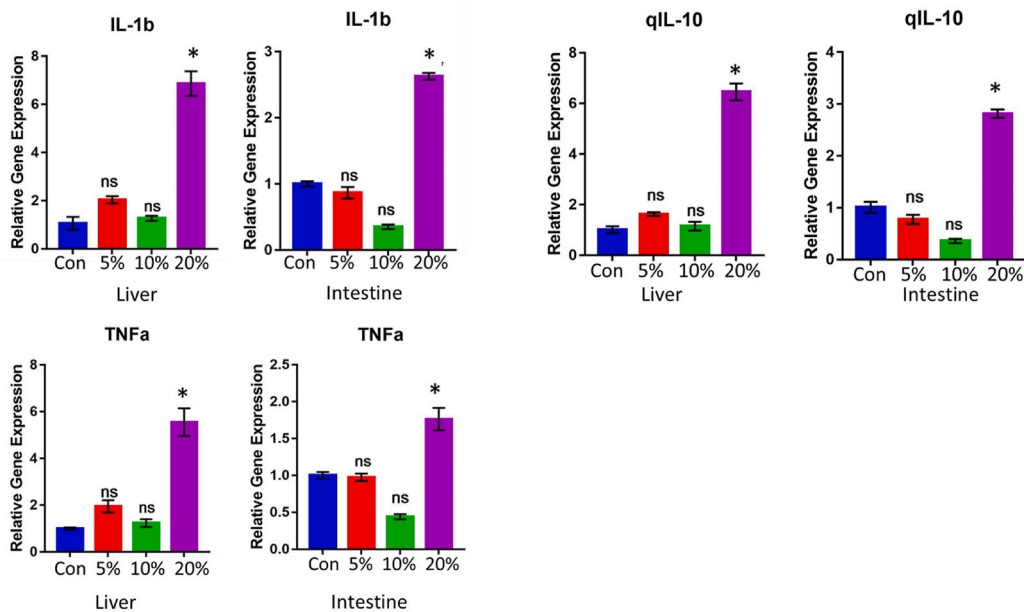 IL-1b
Relative Gene Expression
8
6
4
2
0
*
ns
ns
Con 5% 10% 20%
Liver
IL-1b
Relative Gene Expression
3
2
1
0
*
ns
ns
Con 5% 10% 20%
Intestine
qIL-10
Relative Gene Expression
8
6
4
2
0
*
ns
ns
Con 5% 10% 20%
Liver
qIL-10
Relative Gene Expression
4
3
2
1
0
*
ns
ns
Con 5% 10% 20%
Intestine
TNFa
Relative Gene Expression
8
6
4
2
0
*
ns
ns
Con 5% 10% 20%
Liver
TNFa
Relative Gene Expression
2.5
2.0
1.5
1.0
0.5
0.0
*
ns
ns
Con 5% 10% 20%
Intestine